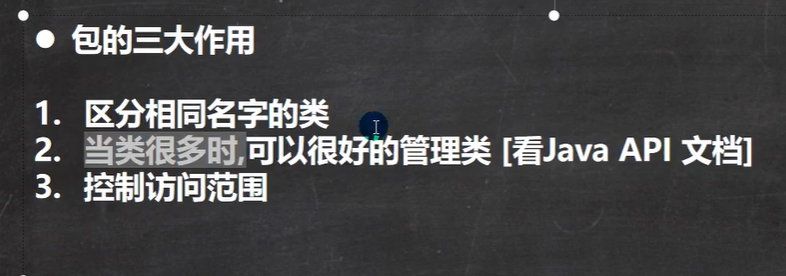 ● 包的三大作用
1. 区分相同名字的类
2. 当类很多时,可以很好的管理类 [看Java API 文档]
3. 控制访问范围